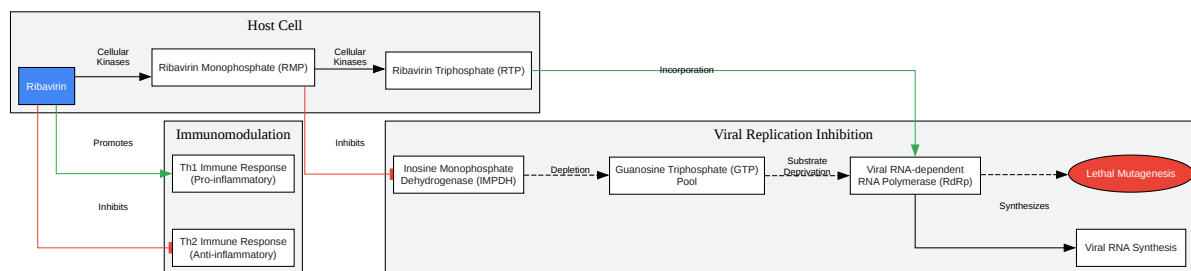 Host Cell
Ribavirin
Cellular
Kinases
Ribavirin Monophosphate (RMP)
Cellular
Kinases
Ribavirin Triphosphate (RTP)
Incorporation
Immunomodulation
Promotes
Th1 Immune Response
(Pro-inflammatory)
Inhibits
Th2 Immune Response
(Anti-inflammatory)
Inhibits
Viral Replication Inhibition
Inosine Monophosphate
Dehydrogenase (IMPDH)
Depletion
Guanosine Triphosphate (GTP)
Pool
Substrate
Deprivation
Viral RNA-dependent
RNA Polymerase (RdRp)
Lethal Mutagenesis
Synthesizes
Viral RNA Synthesis